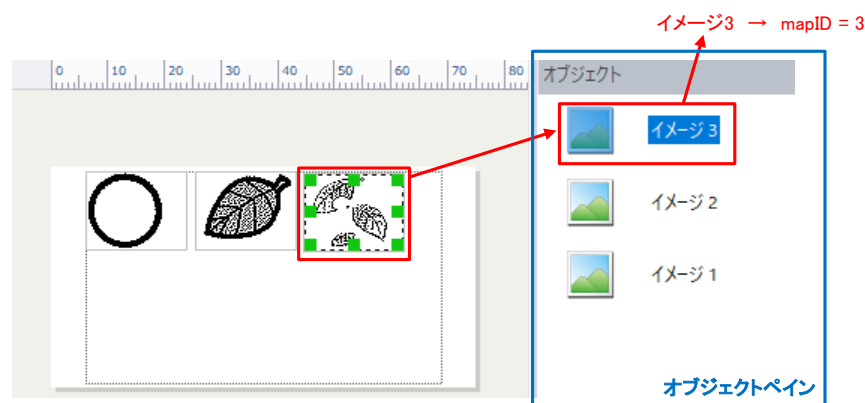 イメージ3 → mapID = 3
0 10 20 30 40 50 60 70 80
オブジェクト
イメージ 3
イメージ 2
イメージ 1
オブジェクトペイン